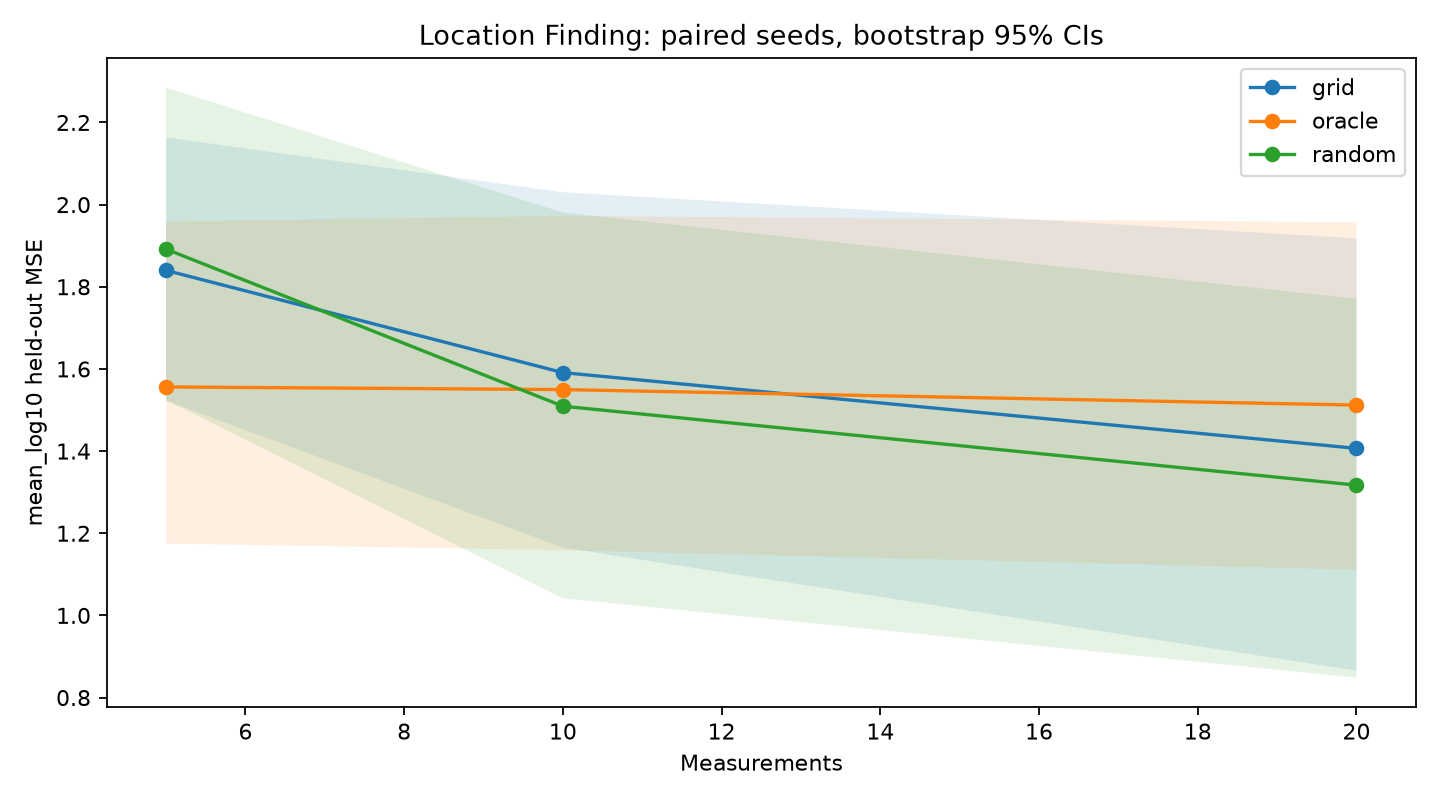 Location Finding: paired seeds, bootstrap 95% CIs
grid
oracle
random
mean_log10 held-out MSE
2.2
2.0
1.8
1.6
1.4
1.2
1.0
0.8
6 8 10 12 14 16 18 20
Measurements